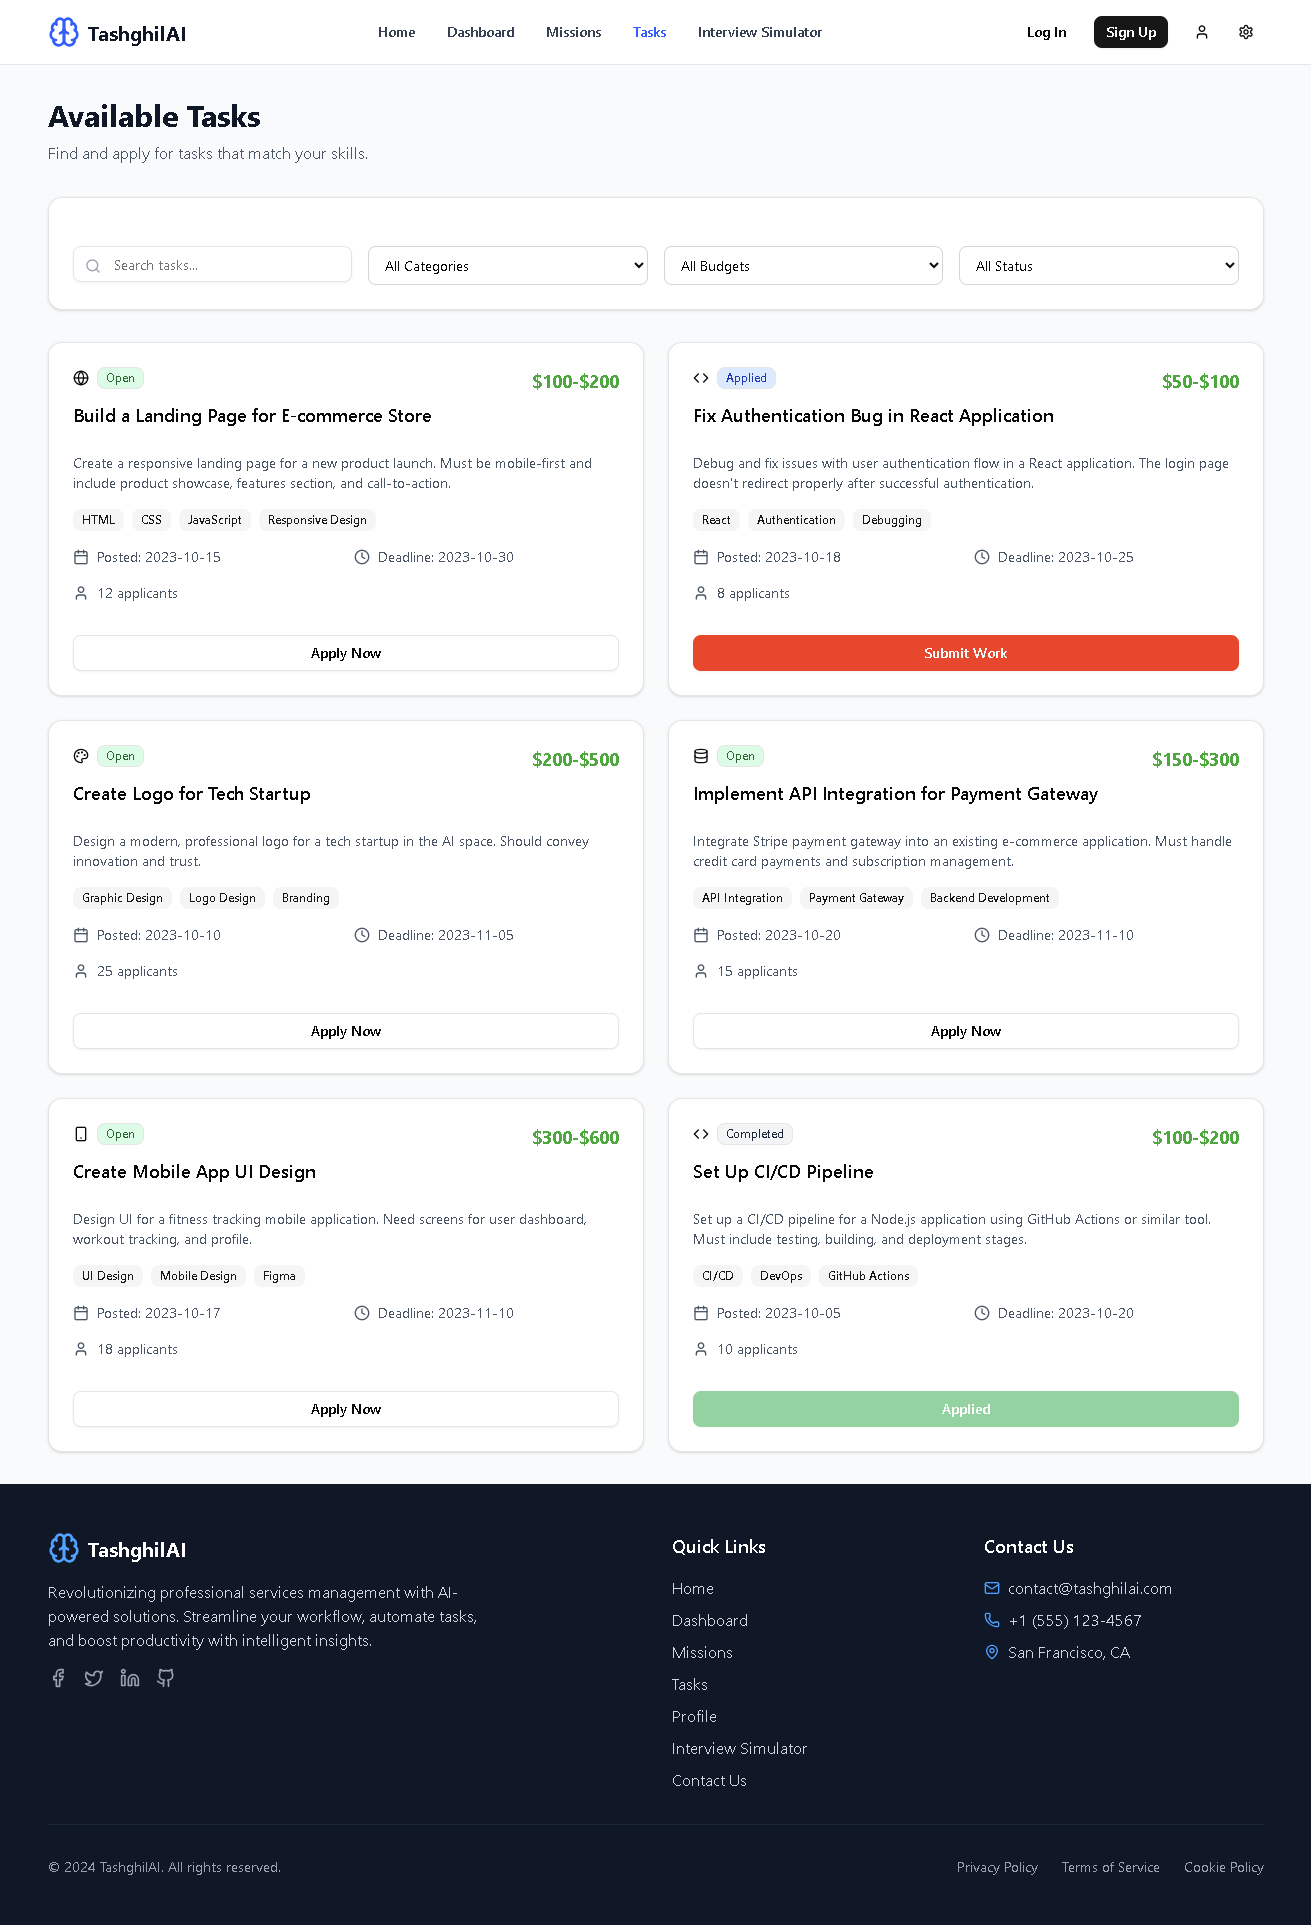 TashghilAI
Home Dashboard Missions Tasks Interview Simulator
Log In Sign Up
Available Tasks
Find and apply for tasks that match your skills.
Search tasks... All Categories All Budgets All Status
Open $100-$200
Build a Landing Page for E-commerce Store
Create a responsive landing page for a new product launch. Must be mobile-first and
include product showcase, features section, and call-to-action.
HTML CSS JavaScript Responsive Design
Posted: 2023-10-15 Deadline: 2023-10-30
12 applicants
Apply Now
Applied $50-$100
Fix Authentication Bug in React Application
Debug and fix issues with user authentication flow in a React application. The login page
doesn't redirect properly after successful authentication.
React Authentication Debugging
Posted: 2023-10-18 Deadline: 2023-10-25
8 applicants
Submit Work
Open $200-$500
Create Logo for Tech Startup
Design a modern, professional logo for a tech startup in the AI space. Should convey
innovation and trust.
Graphic Design Logo Design Branding
Posted: 2023-10-10 Deadline: 2023-11-05
25 applicants
Apply Now
Open $150-$300
Implement API Integration for Payment Gateway
Integrate Stripe payment gateway into an existing e-commerce application. Must handle
credit card payments and subscription management.
API Integration Payment Gateway Backend Development
Posted: 2023-10-20 Deadline: 2023-11-10
15 applicants
Apply Now
Open $300-$600
Create Mobile App UI Design
Design UI for a fitness tracking mobile application. Need screens for user dashboard,
workout tracking, and profile.
UI Design Mobile Design Figma
Posted: 2023-10-17 Deadline: 2023-11-10
18 applicants
Apply Now
Completed $100-$200
Set Up CI/CD Pipeline
Set up a CI/CD pipeline for a Node.js application using GitHub Actions or similar tool.
Must include testing, building, and deployment stages.
CI/CD DevOps GitHub Actions
Posted: 2023-10-05 Deadline: 2023-10-20
10 applicants
Applied
TashghilAI
Revolutionizing professional services management with AI-
powered solutions. Streamline your workflow, automate tasks,
and boost productivity with intelligent insights.
Quick Links
Home
Dashboard
Missions
Tasks
Profile
Interview Simulator
Contact Us
Contact Us
contact@tashghilai.com
+1 (555) 123-4567
San Francisco, CA
© 2024 TashghilAI. All rights reserved.
Privacy Policy Terms of Service Cookie Policy